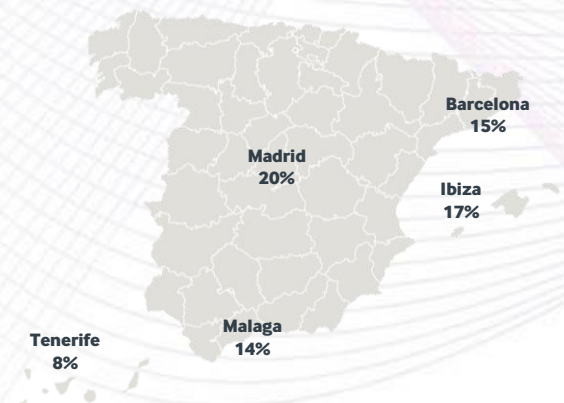 Barcelona
15%
Madrid
20%
Ibiza
17%
Malaga
14%
Tenerife
8%